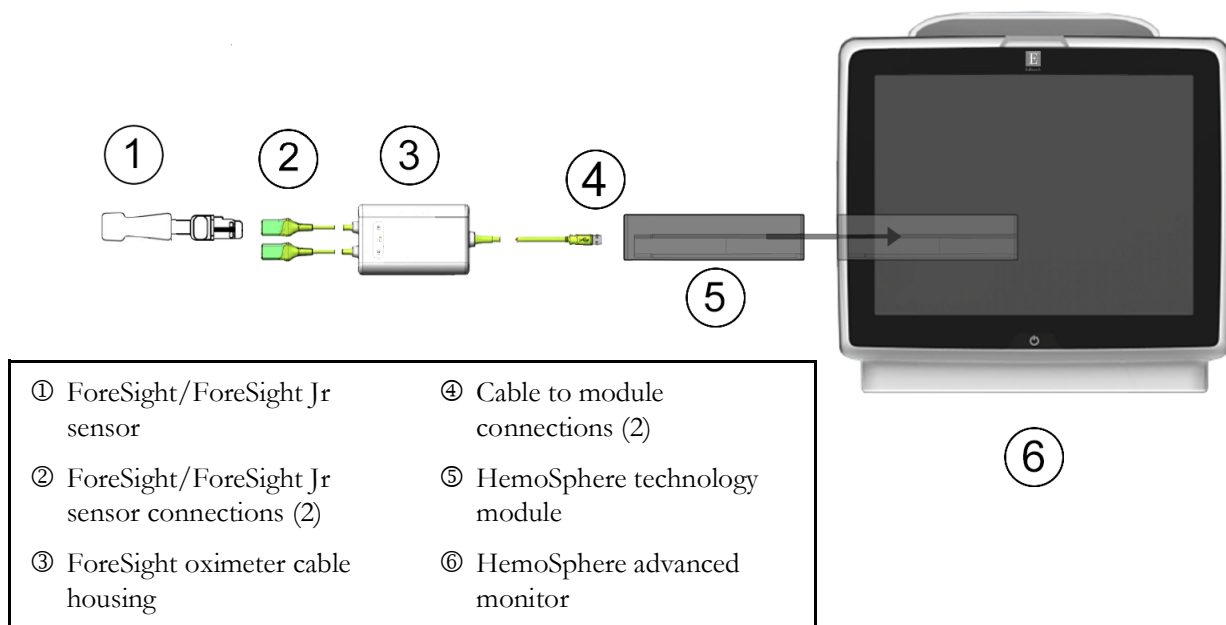 1
2
3
4
5
6
E
① ForeSight/ForeSight Jr
sensor
② ForeSight/ForeSight Jr
sensor connections (2)
③ ForeSight oximeter cable
housing
④ Cable to module
connections (2)
⑤ HemoSphere technology
module
⑥ HemoSphere advanced
monitor